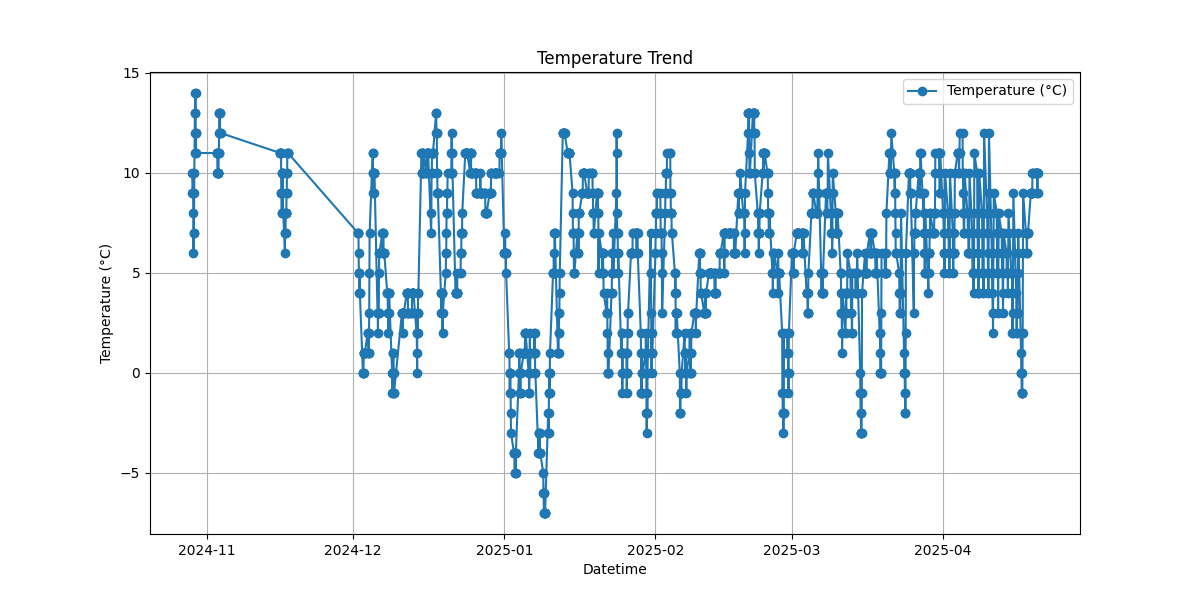 Temperature Trend
Temperature (°C)
15
10
5
0
−5
Temperature (°C)
2024-11
2024-12
2025-01
2025-02
2025-03
2025-04
Datetime